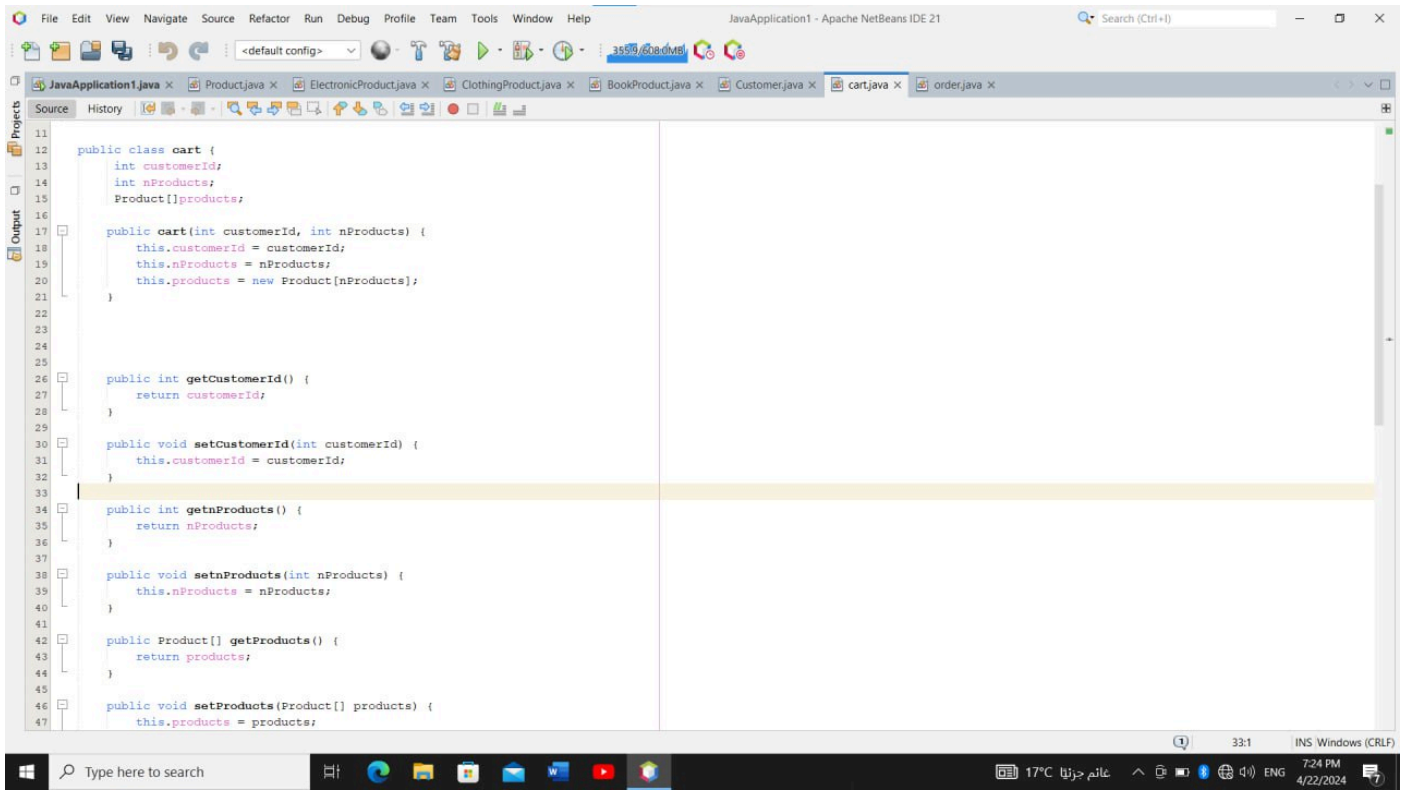 File Edit View Navigate Source Refactor Run Debug Profile Team Tools Window Help JavaApplication1 - Apache NetBeans IDE 21 Search (Ctrl+I)
<default config> 355.9/608.0MB
JavaApplication1.java Product.java ElectronicProduct.java ClothingProduct.java BookProduct.java Customer.java cart.java order.java
Projects
Output
Source History
11
12 public class cart {
13 int customerId;
14 int nProducts;
15 Product[]products;
16
17 public cart(int customerId, int nProducts) {
18 this.customerId = customerId;
19 this.nProducts = nProducts;
20 this.products = new Product[nProducts];
21 }
22
23
24
25
26 public int getCustomerId() {
27 return customerId;
28 }
29
30 public void setCustomerId(int customerId) {
31 this.customerId = customerId;
32 }
33
34 public int getnProducts() {
35 return nProducts;
36 }
37
38 public void setnProducts(int nProducts) {
39 this.nProducts = nProducts;
40 }
41
42 public Product[] getProducts() {
43 return products;
44 }
45
46 public void setProducts(Product[] products) {
47 this.products = products;
1 33:1 INS Windows (CRLF)
Type here to search 17°C غائم جزئيًا ENG 7:24 PM
4/22/2024 7